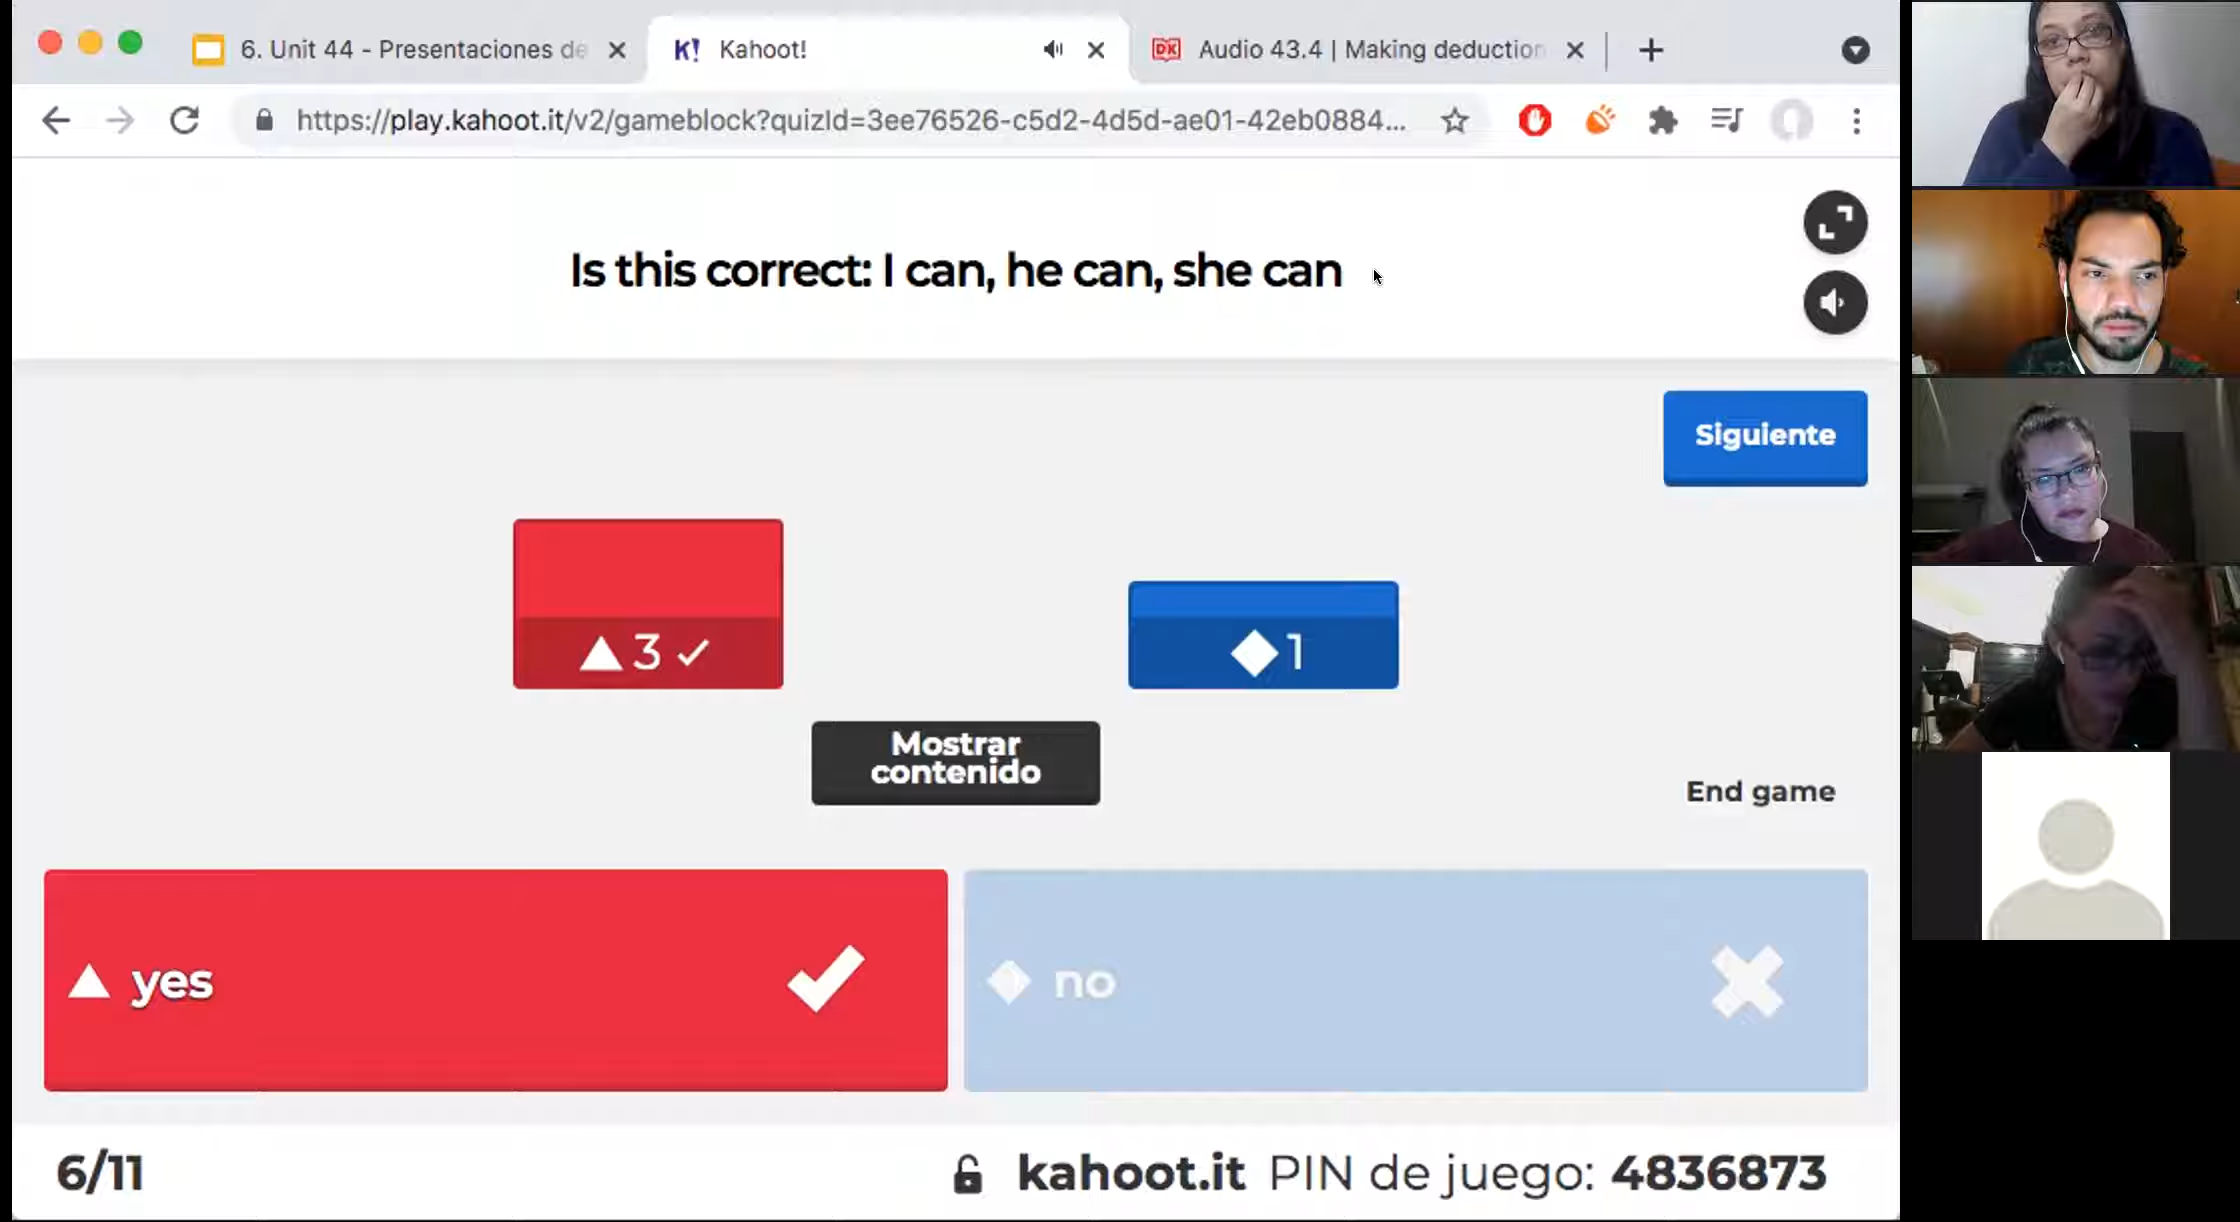 6. Unit 44 - Presentaciones de
Kahoot!
DK
Audio 43.4 | Making deduction
https://play.kahoot.it/v2/gameblock?quizId=3ee76526-c5d2-4d5d-ae01-42eb0884...
Is this correct: I can, he can, she can
Siguiente
3
1
Mostrar
contenido
End game
yes
no
6/11
kahoot.it PIN de juego: 4836873